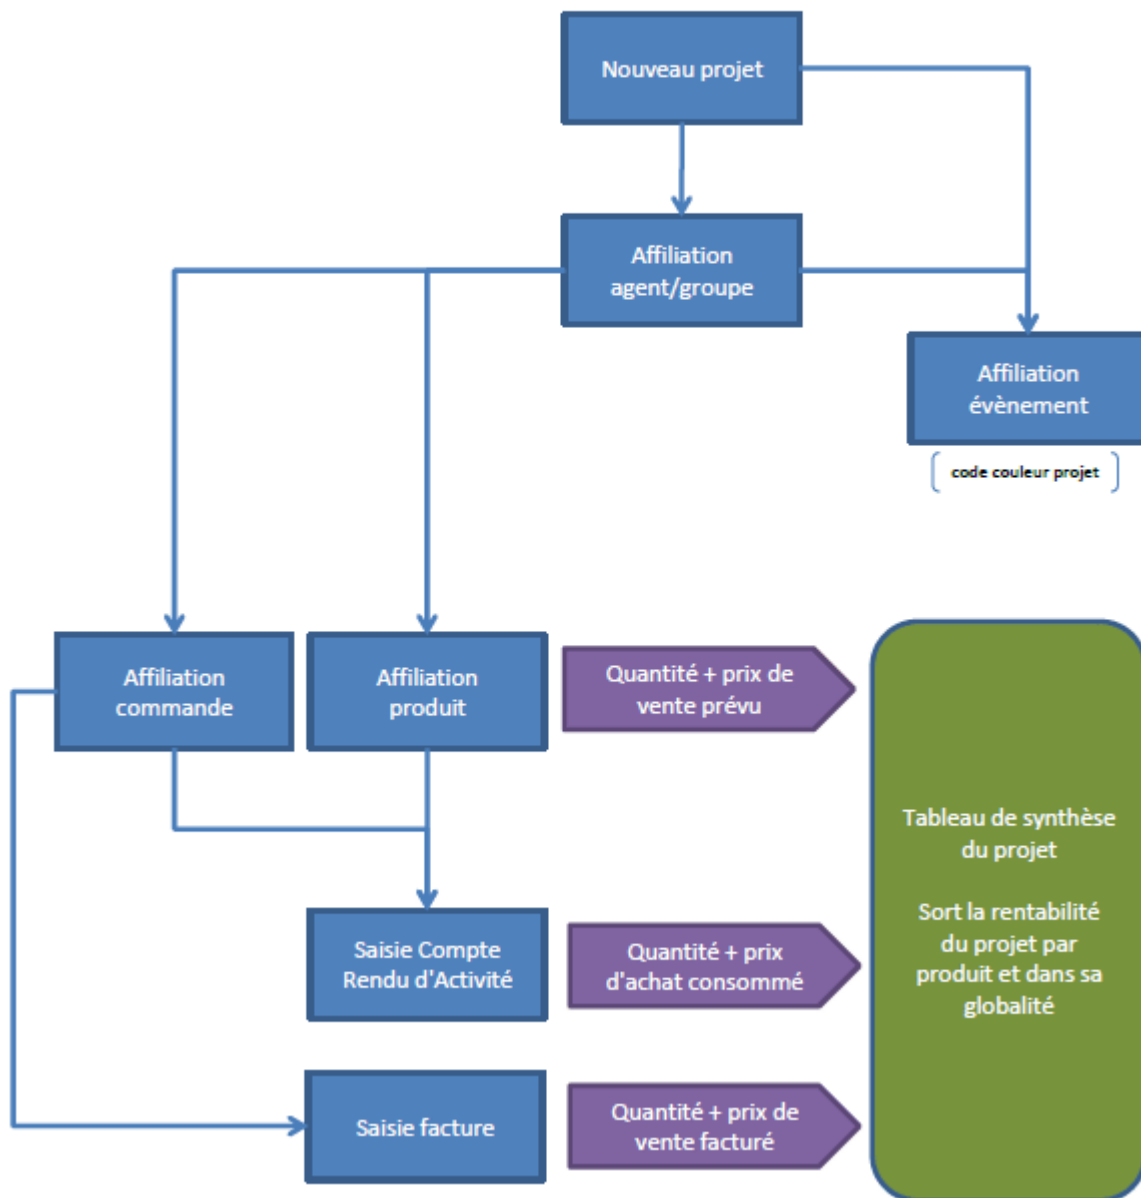 Nouveau projet
Affiliation
agent/groupe
Affiliation
évènement
code couleur projet
Affiliation
commande
Affiliation
produit
Quantité + prix de
vente prévu
Tableau de synthèse
du projet
Sort la rentabilité
du projet par
produit et dans sa
globalité
Saisie Compte
Rendu d'Activité
Quantité + prix
d'achat consommé
Saisie facture
Quantité + prix de
vente facturé